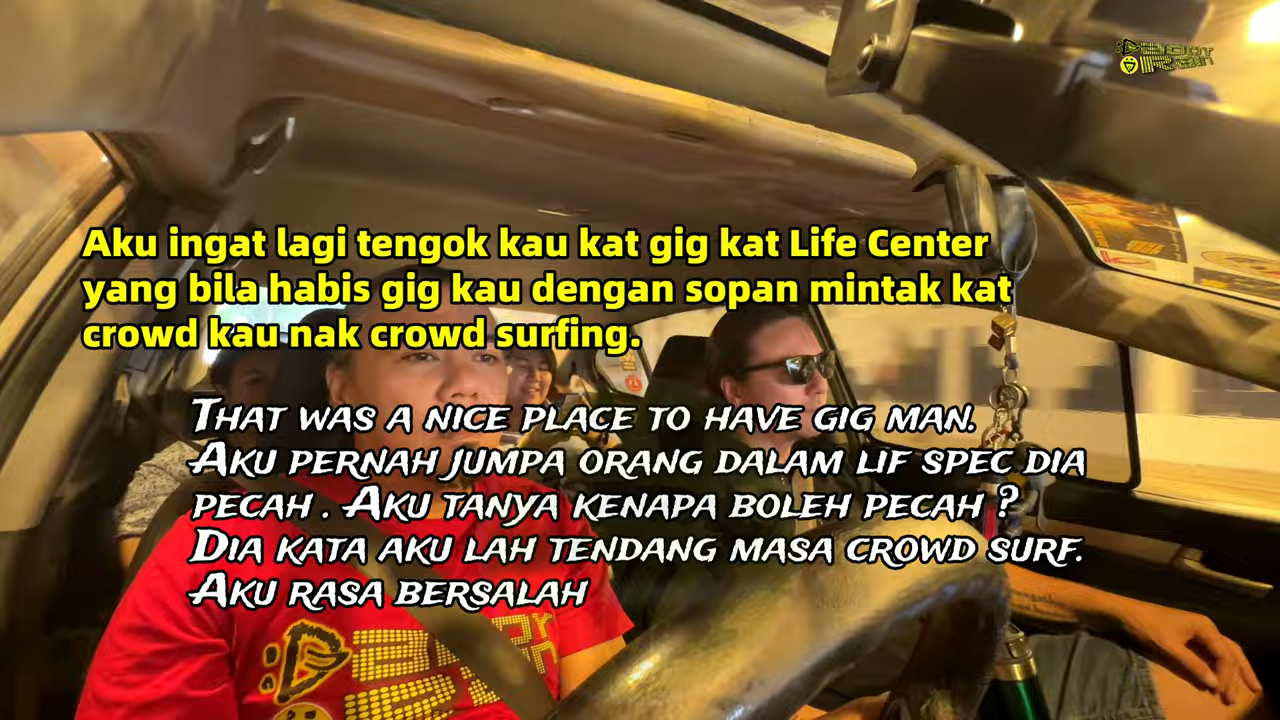 Aku ingat lagi tengok kau kat gig kat Life Center
yang bila habis gig kau dengan sopan mintak kat
crowd kau nak crowd surfing.
That was a nice place to have gig man.
Aku pernah jumpa orang dalam lif spec dia
pecah . Aku tanya kenapa boleh pecah ?
Dia kata aku lah tendang masa crowd surf.
Aku rasa bersalah